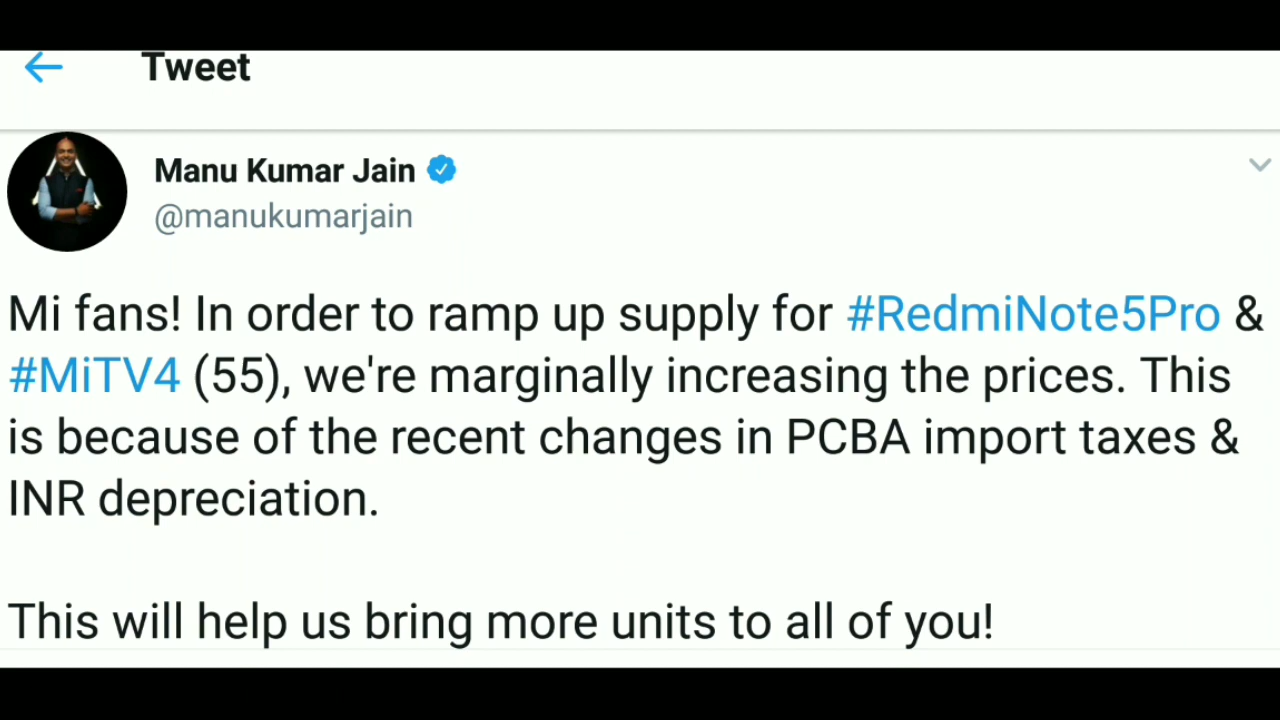 Tweet
Manu Kumar Jain
@manukumarjain
Mi fans! In order to ramp up supply for #RedmiNote5Pro &
#MiTV4 (55), we're marginally increasing the prices. This
is because of the recent changes in PCBA import taxes &
INR depreciation.
This will help us bring more units to all of you!